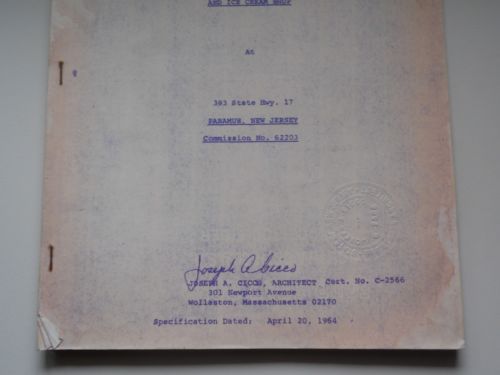 AND ICE CREAM SHOP
At
393 State Hwy. 17
PARAMUS, NEW JERSEY
Commission No. 62203
Joseph A Cicco
JOSEPH A. CICCO, ARCHITECT Cert. No. C-2566
301 Newport Avenue
Wollaston, Massachusetts 02170
Specification Dated: April 20, 1964